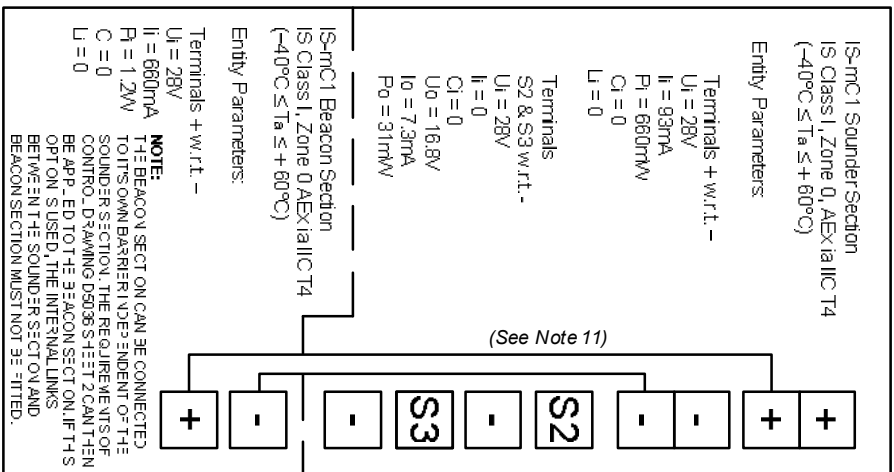 IS-mC1 Sounder Section
IS Class I, Zone 0, AEx ia IIC T4
(–40°C ≤ Ta ≤ + 60°C)
Entity Parameters:
Terminals + w.r.t. –
Ui = 28V
Ii = 93mA
Pi = 660mW
Ci = 0
Li = 0
Terminals
S2 & S3 w.r.t.-
Ui = 28V
Ii = 0
Ci = 0
Uo = 16.8V
Io = 7.3mA
Po = 31mW
IS-mC1 Beacon Section
IS Class I, Zone 0 AEx ia IIC T4
(–40°C ≤ Ta ≤ + 60°C)
Entity Parameters:
Terminals + w.r.t. –
Ui = 28V
Ii = 660mA
Pi = 1.2W
C = 0
Li = 0
NOTE:
THE BEACON SECTION CAN BE CONNECTED
TO IT'S OWN BARRIER INDEPENDENT OF THE
SOUNDER SECTION. THE REQUIREMENTS OF
CONTROL DRAWING D5036 SHEET 2 CAN THEN
BE APPLIED TO THE BEACON SECTION. IF THIS
OPTION IS USED, THE INTERNAL LINKS
BETWEEN THE SOUNDER SECTION AND
BEACON SECTION MUST NOT BE FITTED.
(See Note 11)
+
-
-
S3
-
S2
-
-
+
+